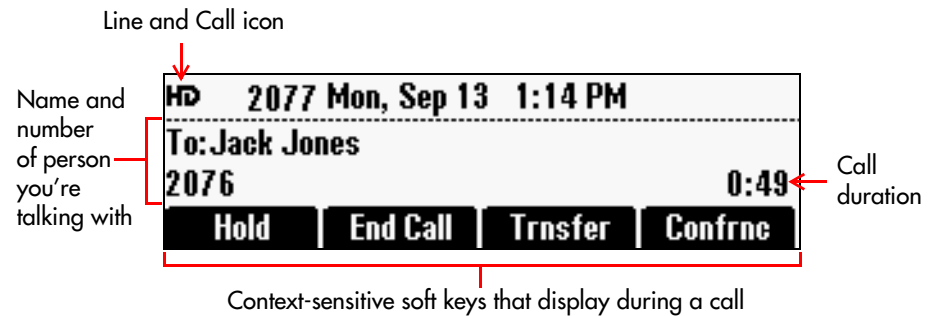 Line and Call icon
HD 2077 Mon, Sep 13 1:14 PM
Name and
number
of person
you're
talking with
To:Jack Jones
2076 0:49
Call
duration
Hold End Call Trnsfer Confrnc
Context-sensitive soft keys that display during a call